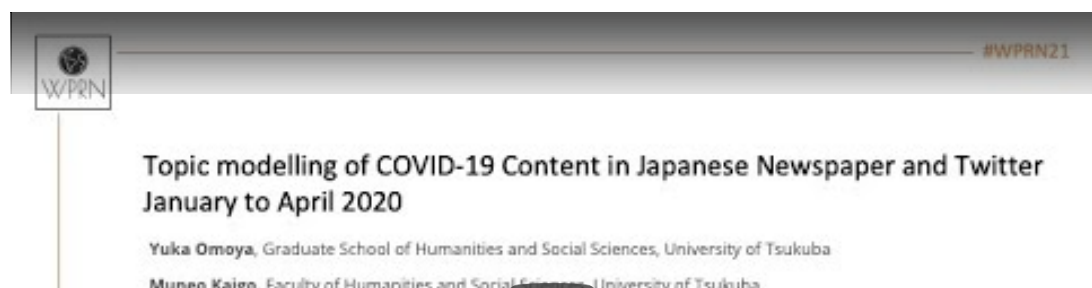 #WPRN21
WPRN
Topic modelling of COVID-19 Content in Japanese Newspaper and Twitter
January to April 2020
Yuka Omoya, Graduate School of Humanities and Social Sciences, University of Tsukuba
Muneo Kaigo, Faculty of Humanities and Social Sciences, University of Tsukuba